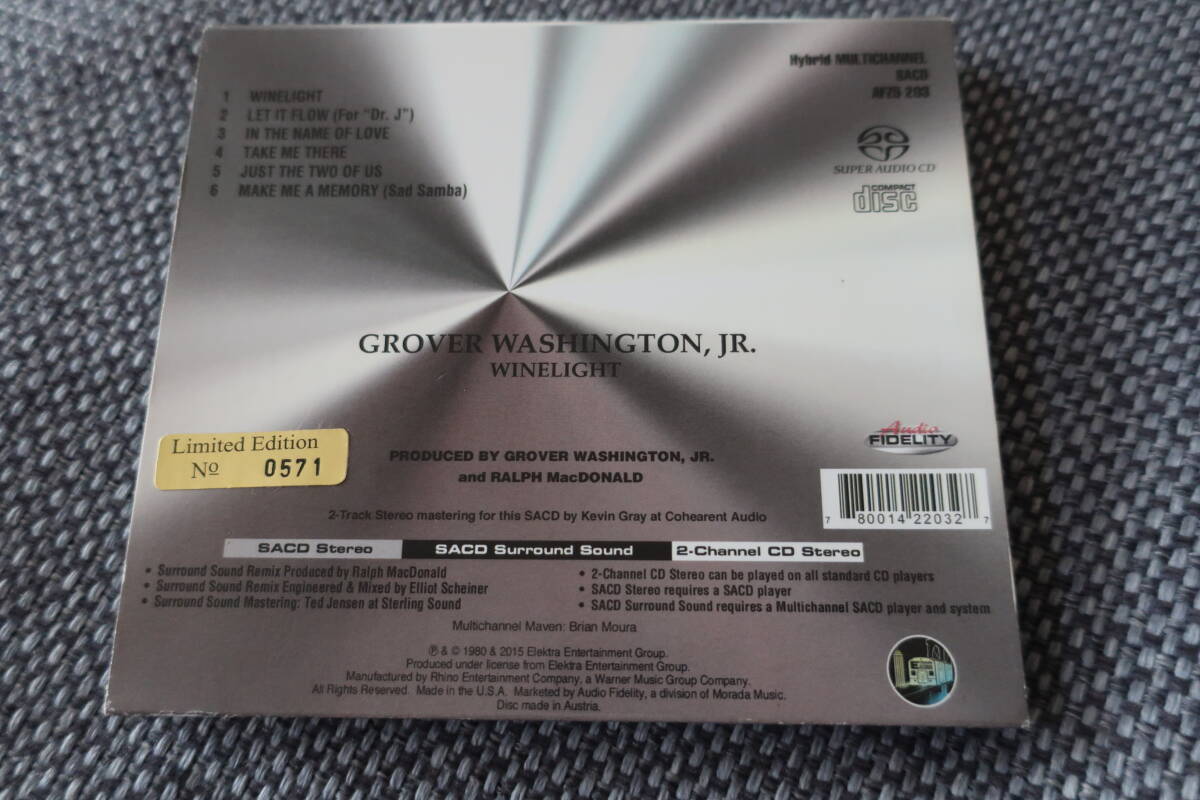 1 WINELIGHT
2 LET IT FLOW (For "Dr. J")
3 IN THE NAME OF LOVE
4 TAKE ME THERE
5 JUST THE TWO OF US
6 MAKE ME A MEMORY (Sad Samba)
Hybrid MULTICHANNEL
SACD
AFZ5 203
SUPER AUDIO CD
COMPACT
disc
GROVER WASHINGTON, JR.
WINELIGHT
Limited Edition
Nº 0571
Audio
FIDELITY
PRODUCED BY GROVER WASHINGTON, JR.
and RALPH MacDONALD
7 80014 22032 7
2-Track Stereo mastering for this SACD by Kevin Gray at Cohearent Audio
SACD Stereo SACD Surround Sound 2-Channel CD Stereo
• Surround Sound Remix Produced by Ralph MacDonald
• Surround Sound Remix Engineered & Mixed by Elliot Scheiner
• Surround Sound Mastering: Ted Jensen at Sterling Sound
• 2-Channel CD Stereo can be played on all standard CD players
• SACD Stereo requires a SACD player
• SACD Surround Sound requires a Multichannel SACD player and system
Multichannel Maven: Brian Moura
℗ & © 1980 & 2015 Elektra Entertainment Group.
Produced under license from Elektra Entertainment Group.
Manufactured by Rhino Entertainment Company, a Warner Music Group Company.
All Rights Reserved. Made in the U.S.A. Marketed by Audio Fidelity, a division of Morada Music.
Disc made in Austria.